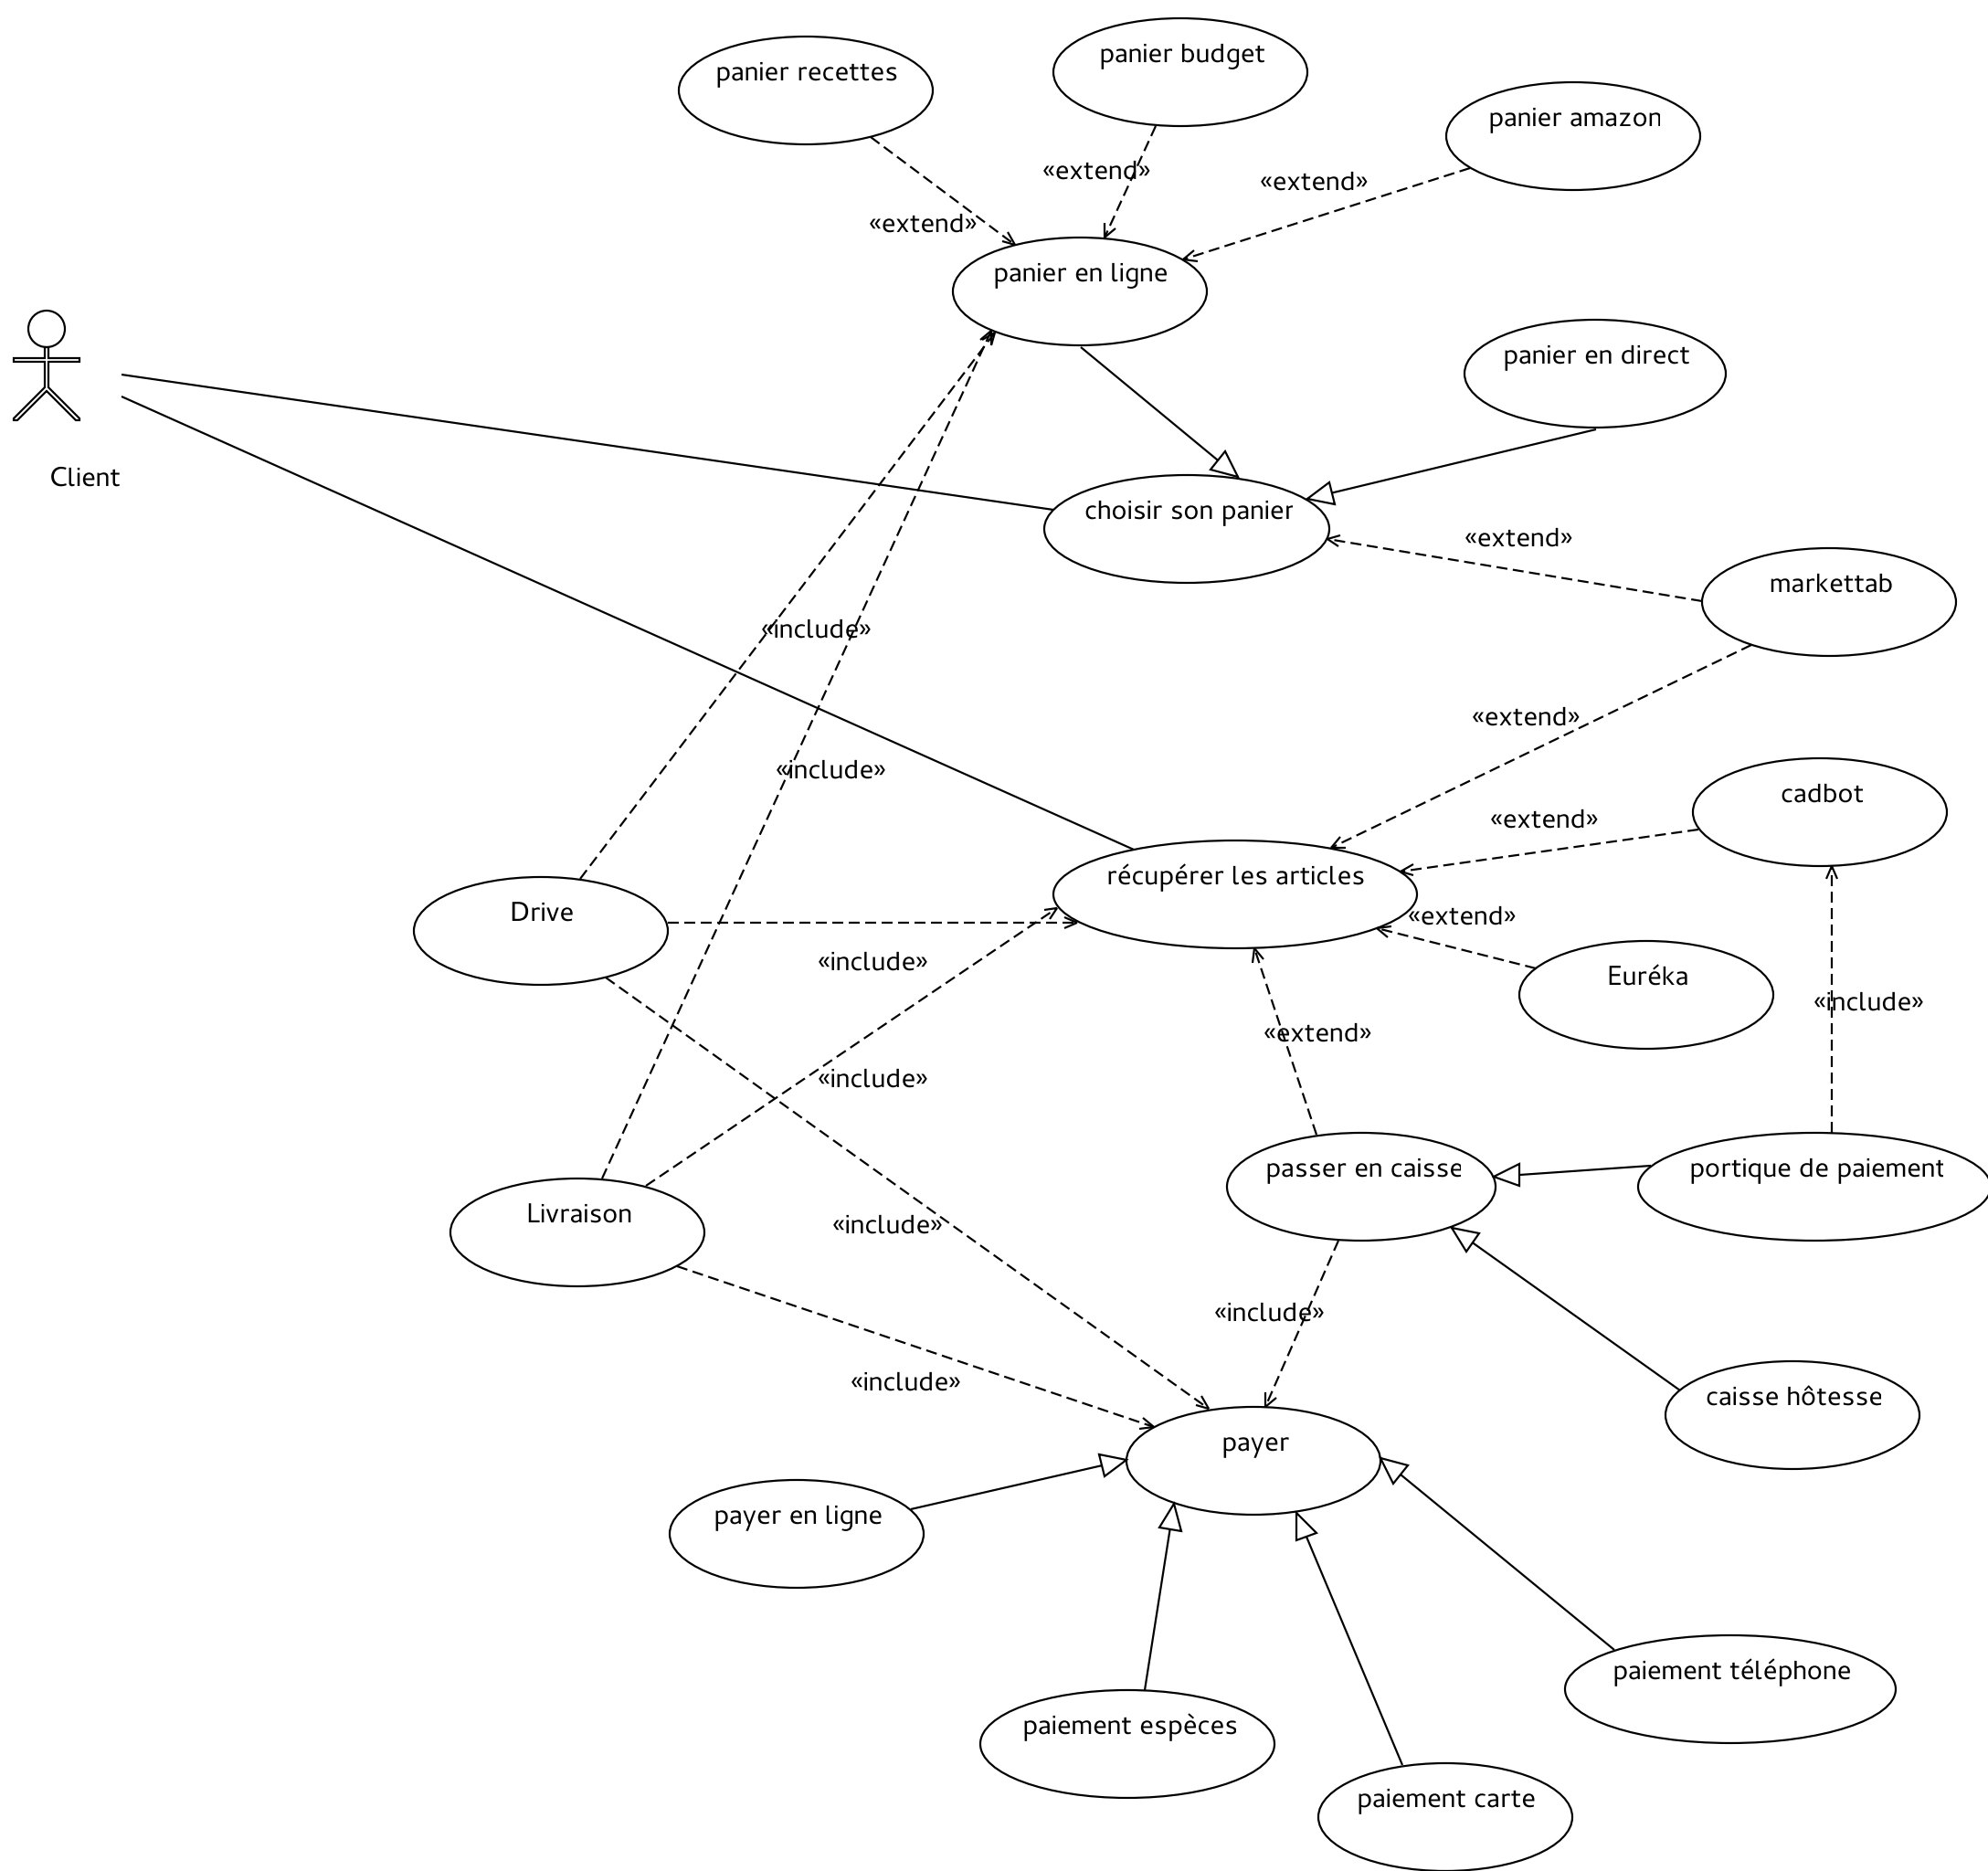 panier budget
panier recettes
panier amazon
«extend»
«extend»
«extend»
panier en ligne
panier en direct
Client
choisir son panier
«extend»
markettab
«include»
«extend»
«include»
cadbot
«extend»
récupérer les articles
Drive
«extend»
«include»
Euréka
«include»
«extend»
«include»
passer en caisse
portique de paiement
Livraison
«include»
«include»
«include»
caisse hôtesse
payer
payer en ligne
paiement téléphone
paiement espèces
paiement carte